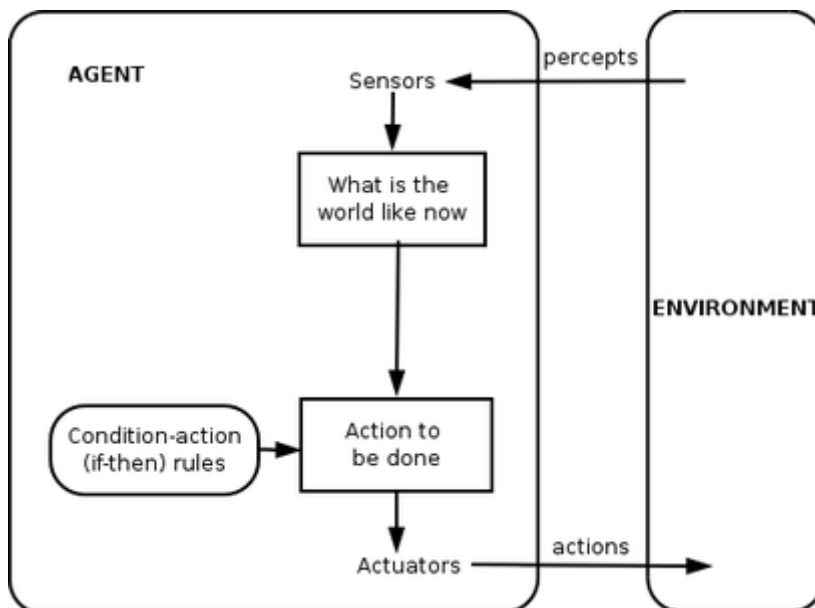 AGENT
percepts
Sensors
What is the
world like now
ENVIRONMENT
Condition-action
(if-then) rules
Action to
be done
Actuators
actions